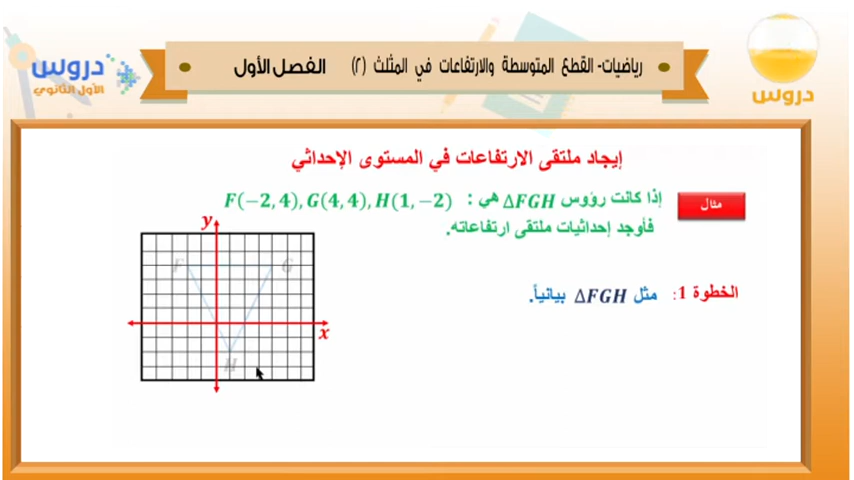 دروس
الأول الثانوي
رياضيات- القطع المتوسطة والارتفاعات في المثلث (٢) الفصل الأول
دروس
إيجاد ملتقى الارتفاعات في المستوى الإحداثي
مثال
إذا كانت رؤوس ΔFGH هي : F(−2,4), G(4,4), H(1,−2)
فأوجد إحداثيات ملتقى ارتفاعاته.
الخطوة 1: مثل ΔFGH بيانياً.
y
F G
x
H